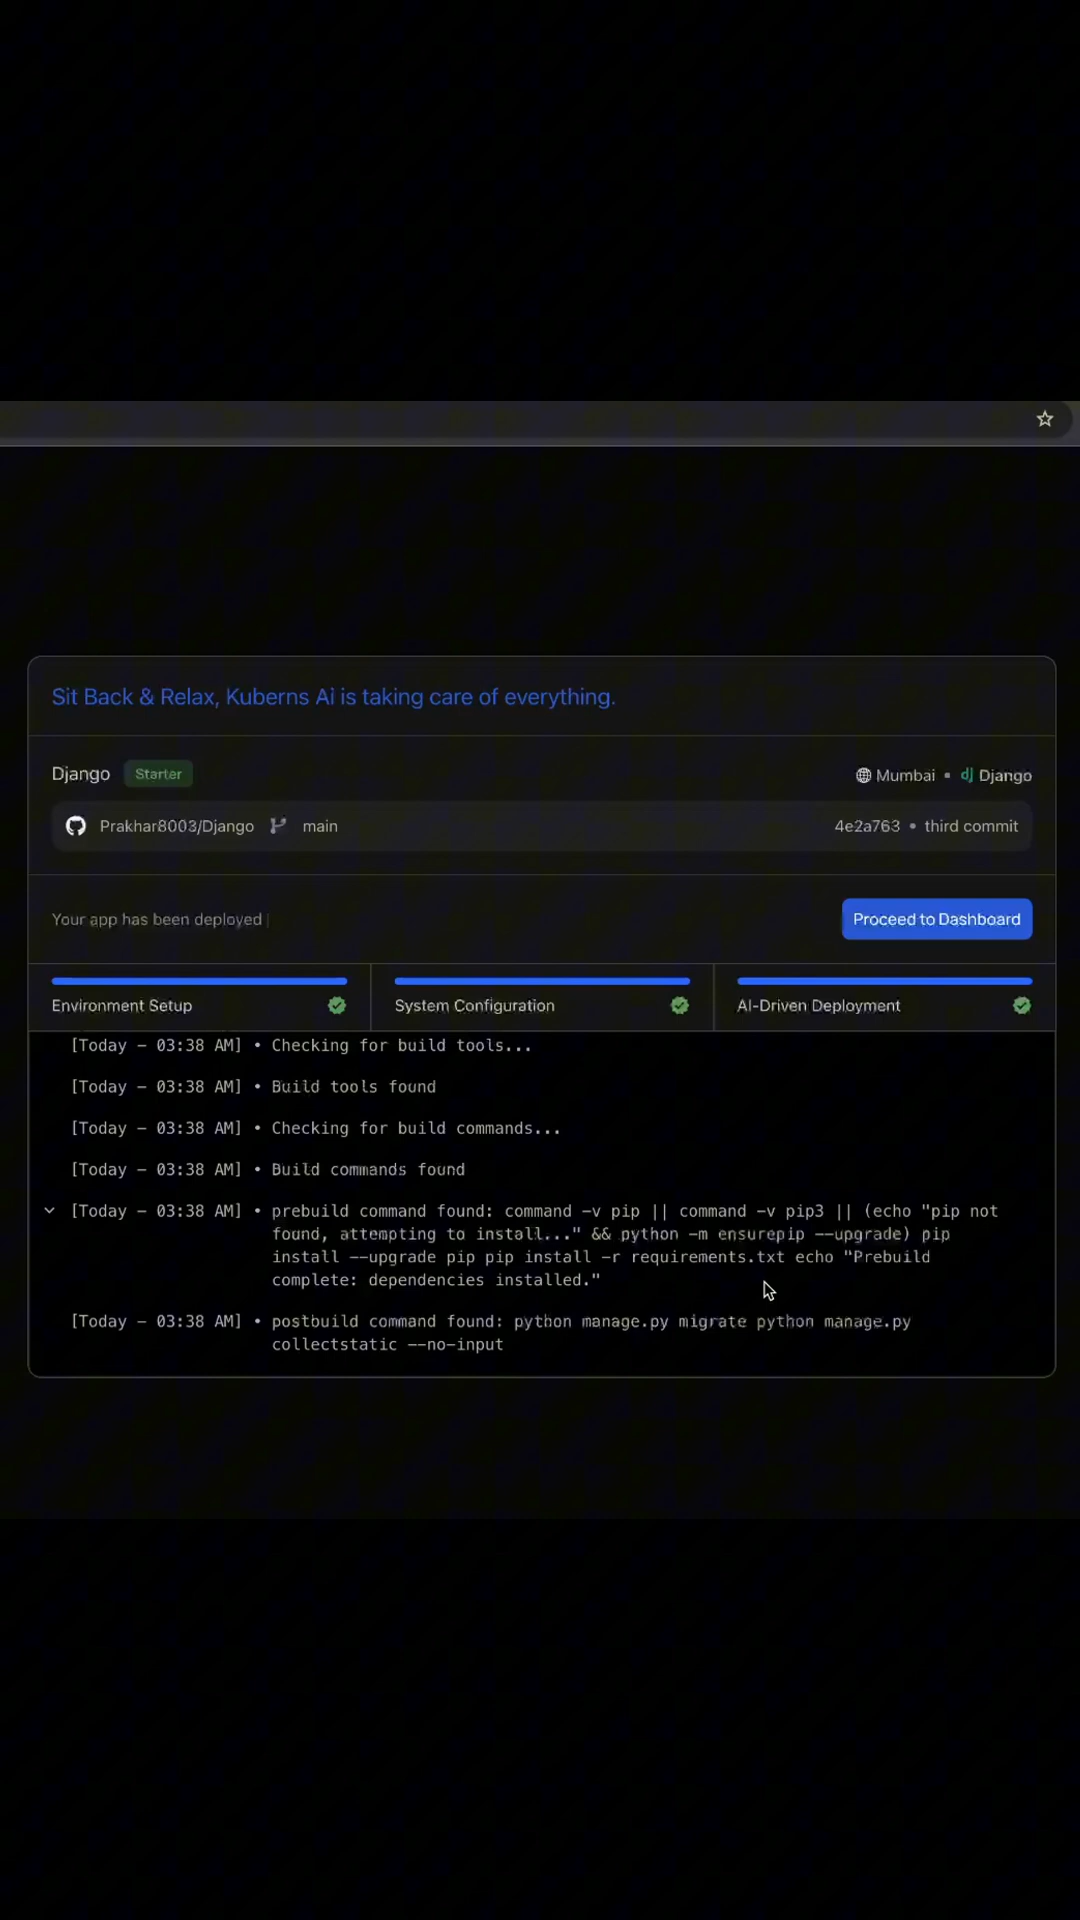 Sit Back & Relax, Kuberns Ai is taking care of everything.
Django Starter Mumbai • Django
Prakhar8003/Django main 4e2a763 • third commit
Your app has been deployed
Proceed to Dashboard
Environment Setup System Configuration AI-Driven Deployment
[Today – 03:38 AM] • Checking for build tools...
[Today – 03:38 AM] • Build tools found
[Today – 03:38 AM] • Checking for build commands...
[Today – 03:38 AM] • Build commands found
[Today – 03:38 AM] • prebuild command found: command -v pip || command -v pip3 || (echo "pip not
found, attempting to install..." && python -m ensurepip --upgrade) pip
install --upgrade pip pip install -r requirements.txt echo "Prebuild
complete: dependencies installed."
[Today – 03:38 AM] • postbuild command found: python manage.py migrate python manage.py
collectstatic --no-input